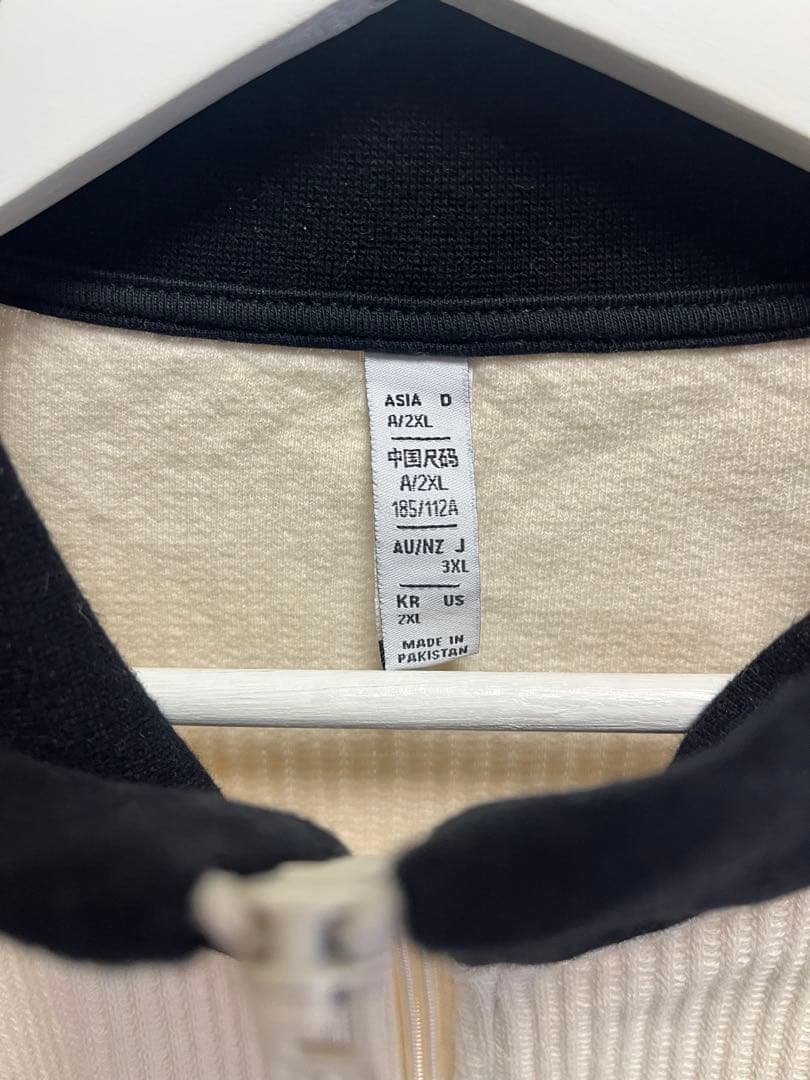 ASIA D
A/2XL
中国尺码
A/2XL
185/112A
AU/NZ J
3XL
KR US
2XL
MADE IN
PAKISTAN